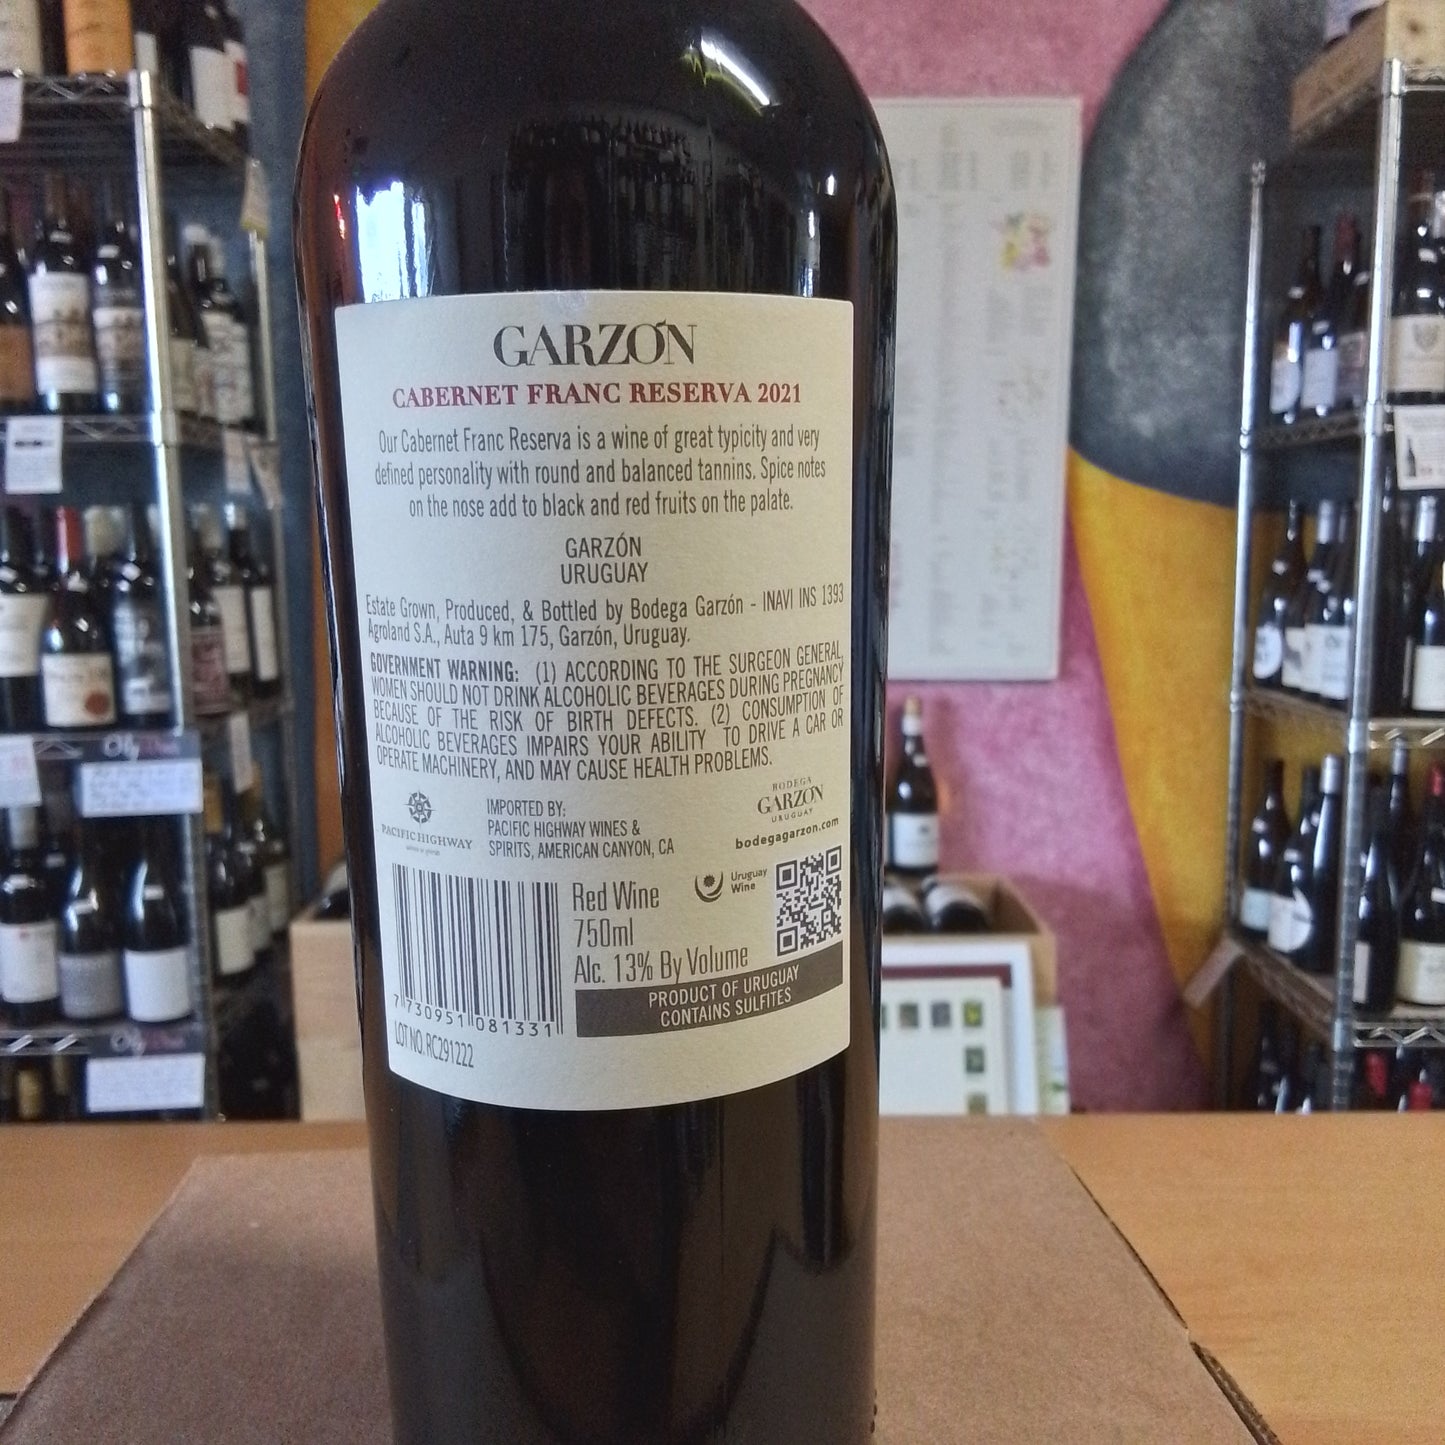 GARZÓN
CABERNET FRANC RESERVA 2021
Our Cabernet Franc Reserva is a wine of great typicity and very
defined personality with round and balanced tannins. Spice notes
on the nose add to black and red fruits on the palate.
GARZÓN
URUGUAY
Estate Grown, Produced, & Bottled by Bodega Garzón - INAVI INS 1393
Agroland S.A., Auta 9 km 175, Garzón, Uruguay.
GOVERNMENT WARNING: (1) ACCORDING TO THE SURGEON GENERAL,
WOMEN SHOULD NOT DRINK ALCOHOLIC BEVERAGES DURING PREGNANCY
BECAUSE OF THE RISK OF BIRTH DEFECTS. (2) CONSUMPTION OF
ALCOHOLIC BEVERAGES IMPAIRS YOUR ABILITY TO DRIVE A CAR OR
OPERATE MACHINERY, AND MAY CAUSE HEALTH PROBLEMS.
PACIFIC HIGHWAY
IMPORTED BY:
PACIFIC HIGHWAY WINES &
SPIRITS, AMERICAN CANYON, CA
BODEGA
GARZÓN
URUGUAY
bodegagarzon.com
Red Wine
750ml
Alc. 13% By Volume
Uruguay
Wine
PRODUCT OF URUGUAY
CONTAINS SULFITES
7 730951 081331
LOT NO. RC291222